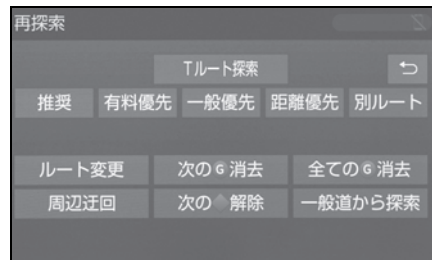 再探索
Tルート探索
推奨 有料優先 一般優先 距離優先 別ルート
ルート変更 次のG消去 全てのG消去
周辺迂回 次の◆解除 一般道から探索